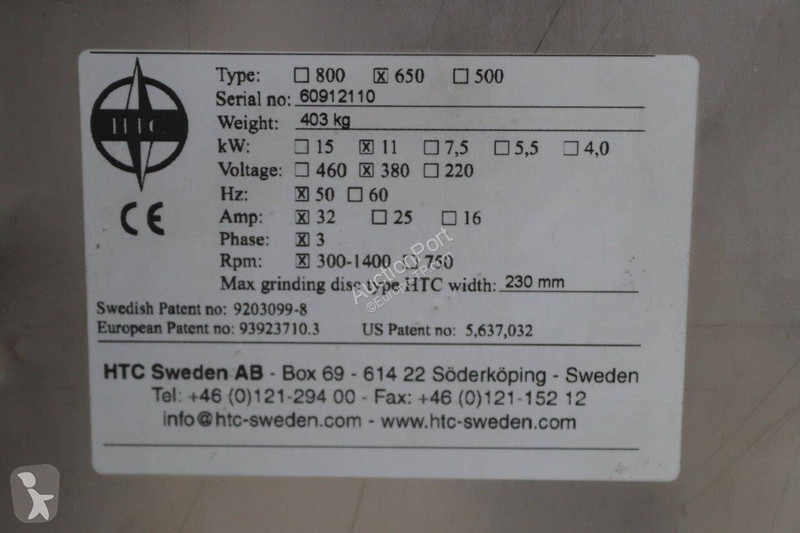 HTC
CE
Type: ☐ 800 ☒ 650 ☐ 500
Serial no: 60912110
Weight: 403 kg
kW: ☐ 15 ☒ 11 ☐ 7,5 ☐ 5,5 ☐ 4,0
Voltage: ☐ 460 ☒ 380 ☐ 220
Hz: ☒ 50 ☐ 60
Amp: ☒ 32 ☐ 25 ☐ 16
Phase: ☒ 3
Rpm: ☒ 300-1400 ☐ 750
Max grinding disc type HTC width: 230 mm
Swedish Patent no: 9203099-8
European Patent no: 93923710.3 US Patent no: 5,637,032
HTC Sweden AB - Box 69 - 614 22 Söderköping - Sweden
Tel: +46 (0)121-294 00 - Fax: +46 (0)121-152 12
info@htc-sweden.com - www.htc-sweden.com
AuctionPort